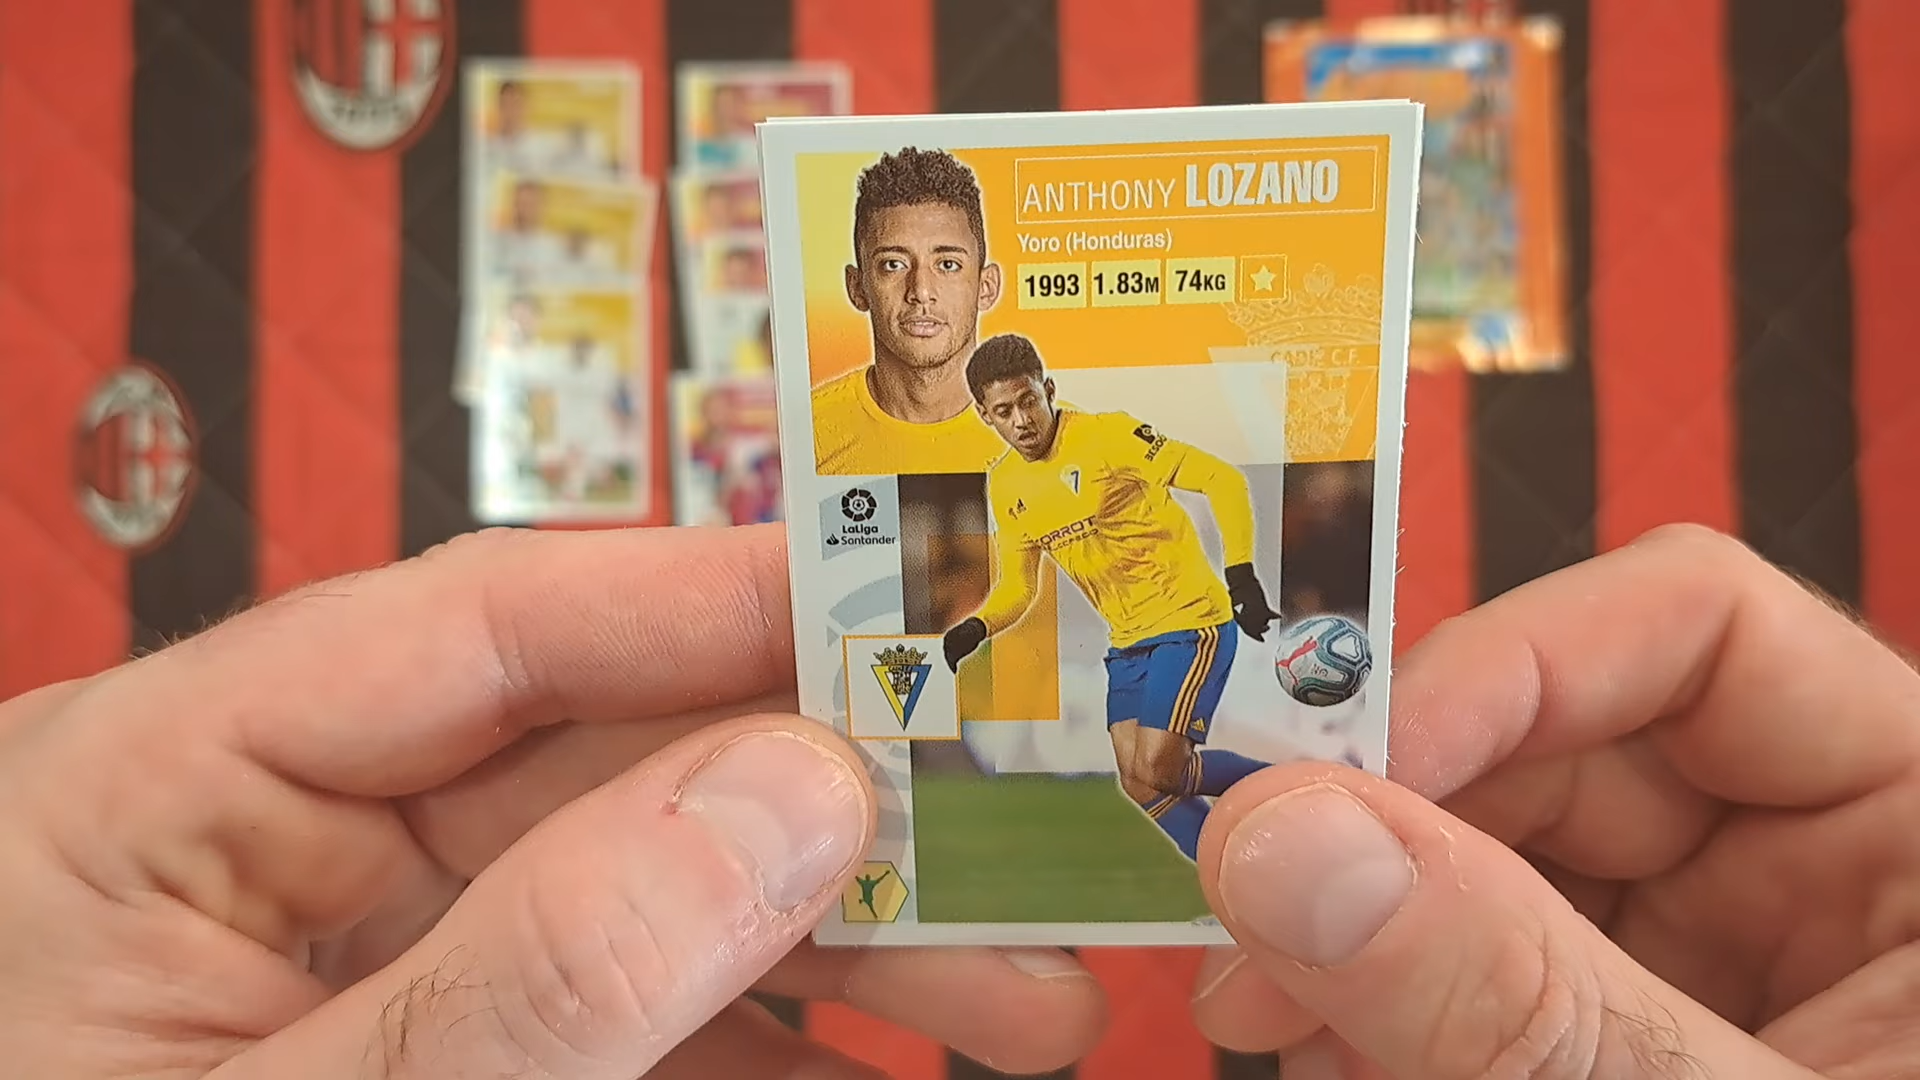 ANTHONY LOZANO
Yoro (Honduras)
1993 1.83M 74KG
CADIZ C.F.
LaLiga
Santander